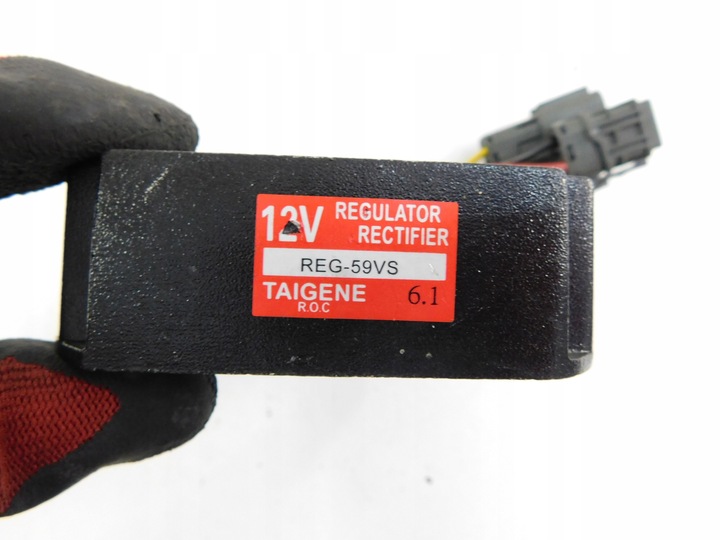 12V REGULATOR
RECTIFIER
REG-59VS
TAIGENE 6.1
R.O.C